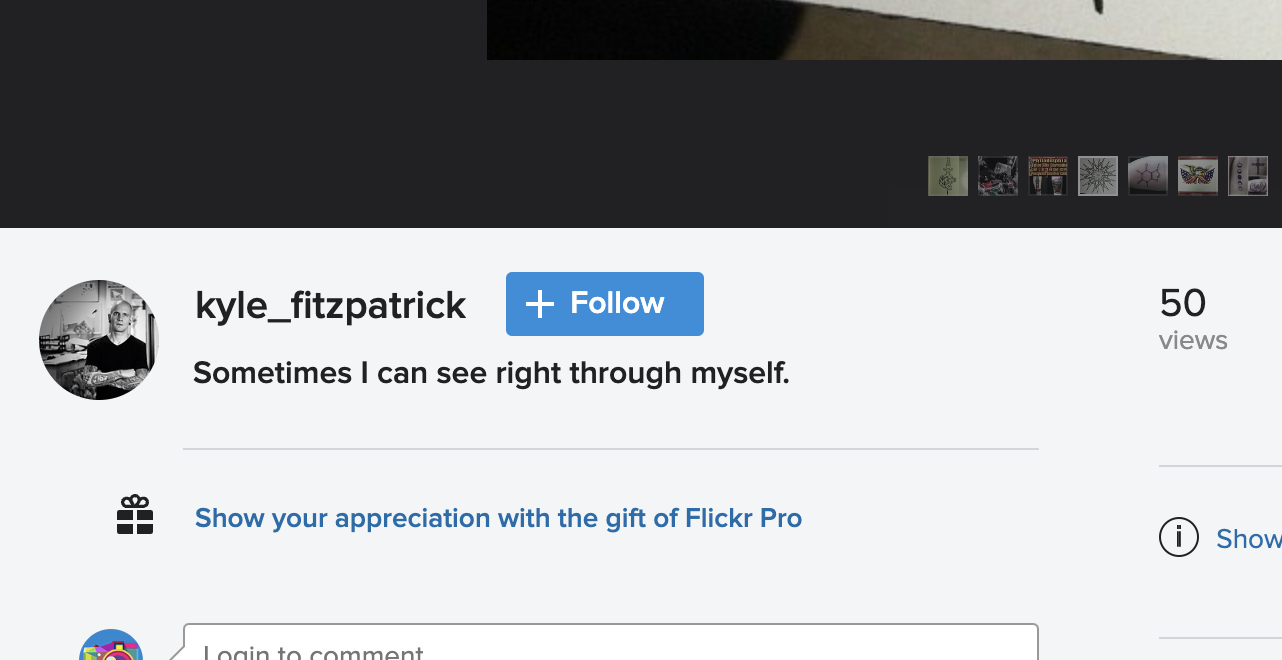 kyle_fitzpatrick
+ Follow
Sometimes I can see right through myself.
50
views
Show your appreciation with the gift of Flickr Pro
i Show
Login to comment